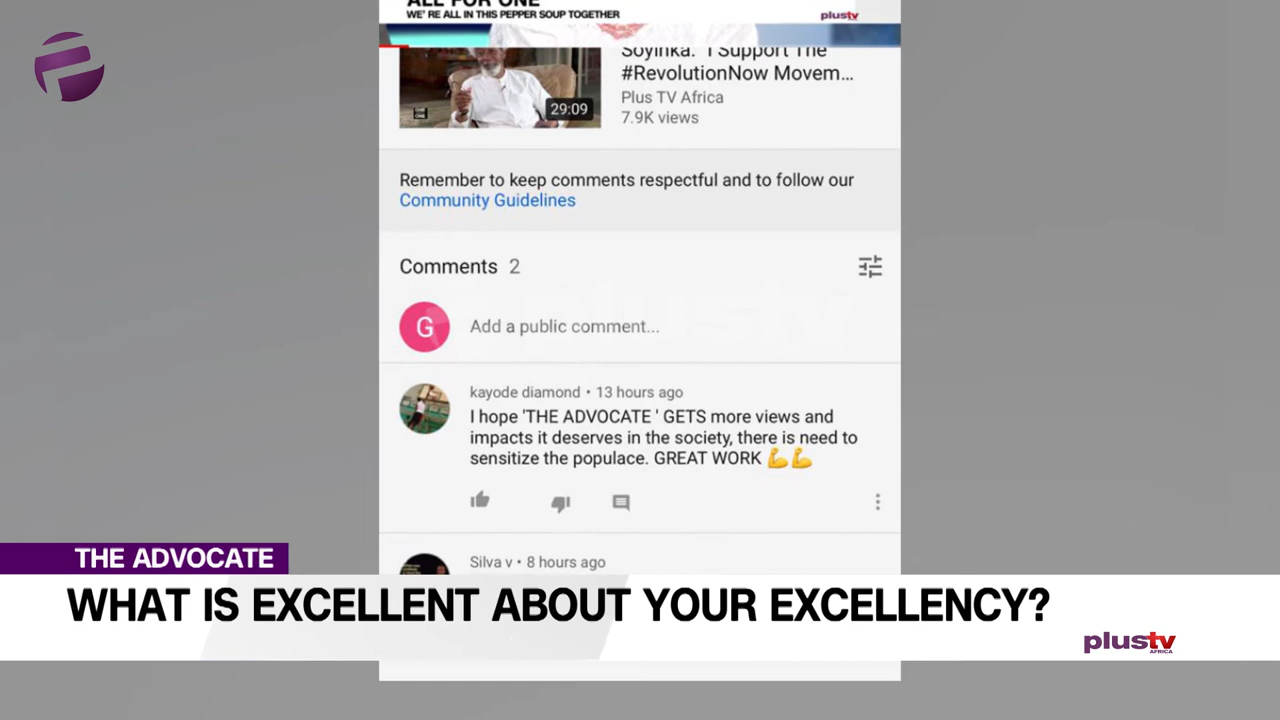 ALL FOR ONE
WE'RE ALL IN THIS PEPPER SOUP TOGETHER
plustv
Soyinka: "I Support The
#RevolutionNow Movem...
Plus TV Africa
7.9K views
29:09
Remember to keep comments respectful and to follow our
Community Guidelines
Comments 2
G
Add a public comment...
plustv
kayode diamond • 13 hours ago
I hope 'THE ADVOCATE ' GETS more views and
impacts it deserves in the society, there is need to
sensitize the populace. GREAT WORK 💪💪
Silva v • 8 hours ago
THE ADVOCATE
WHAT IS EXCELLENT ABOUT YOUR EXCELLENCY?
plustv
AFRICA